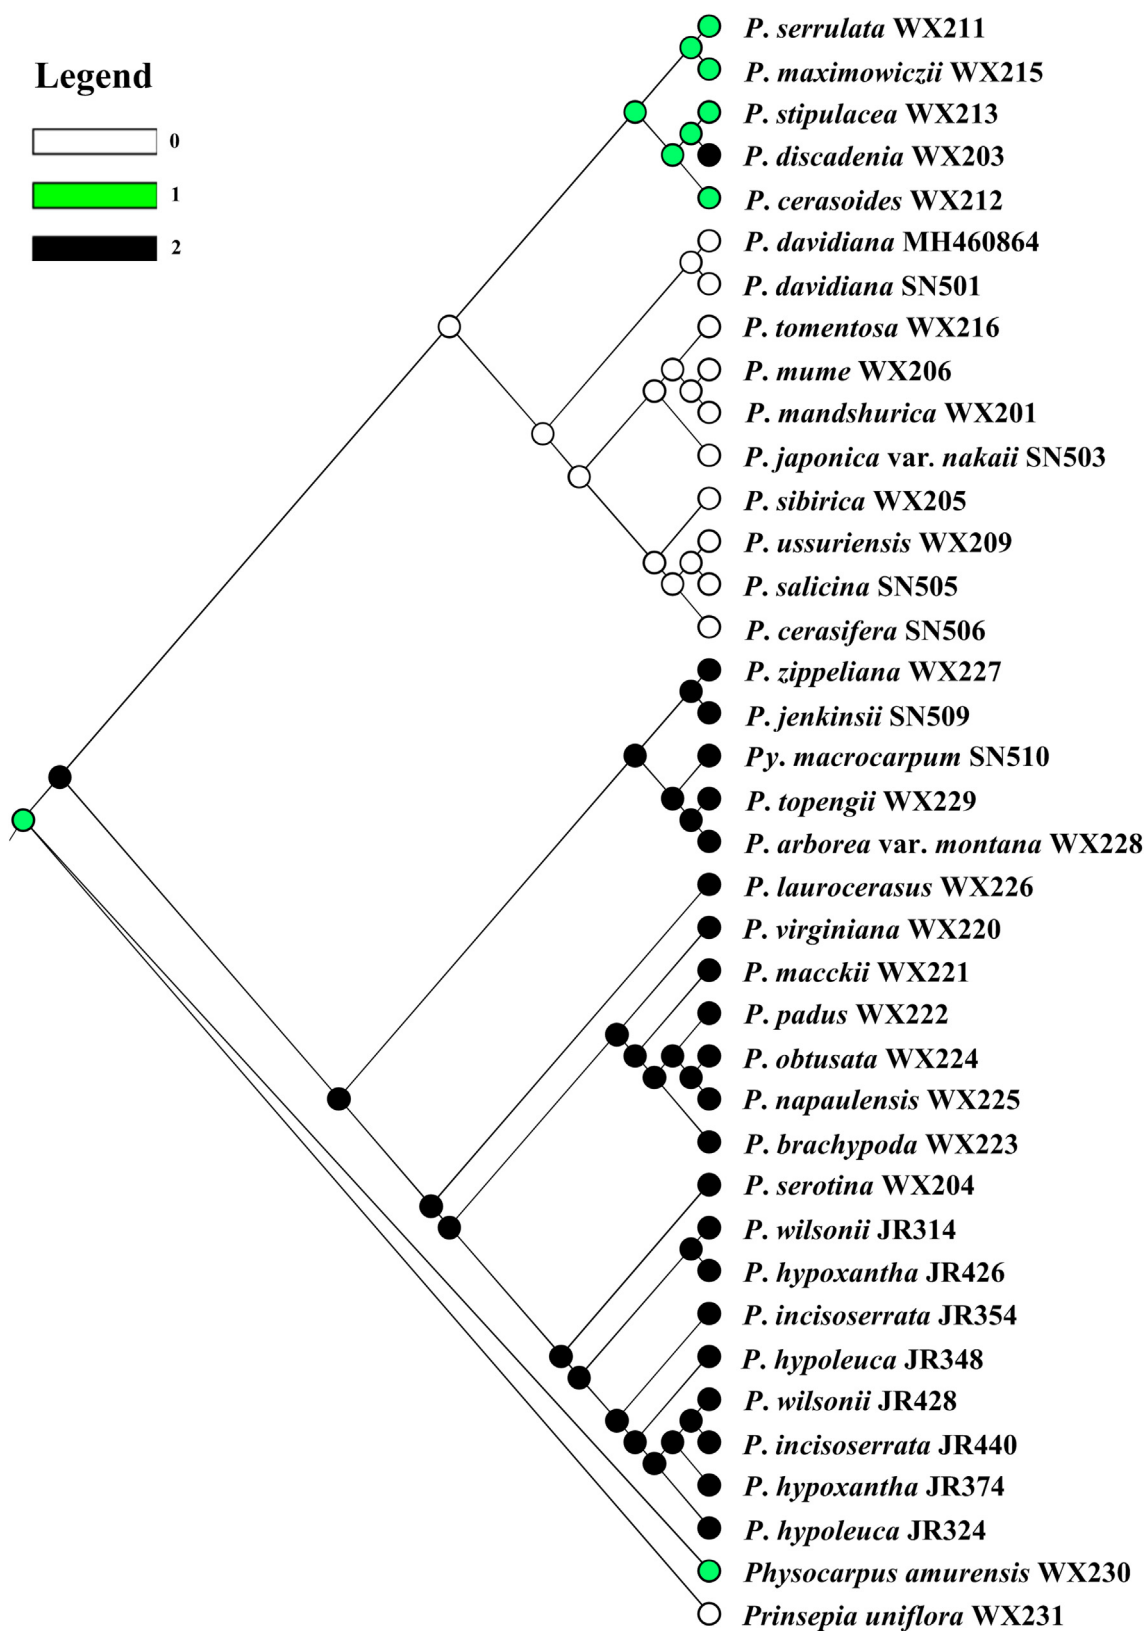 Legend
0
1
2
P. serrulata WX211
P. maximowiczii WX215
P. stipulacea WX213
P. discadenia WX203
P. cerasoides WX212
P. davidiana MH460864
P. davidiana SN501
P. tomentosa WX216
P. mume WX206
P. mandshurica WX201
P. japonica var. nakaii SN503
P. sibirica WX205
P. ussuriensis WX209
P. salicina SN505
P. cerasifera SN506
P. zippeliana WX227
P. jenkinsii SN509
Py. macrocarpum SN510
P. topengii WX229
P. arborea var. montana WX228
P. laurocerasus WX226
P. virginiana WX220
P. macckii WX221
P. padus WX222
P. obtusata WX224
P. napaulensis WX225
P. brachypoda WX223
P. serotina WX204
P. wilsonii JR314
P. hypoxantha JR426
P. incisoserrata JR354
P. hypoleuca JR348
P. wilsonii JR428
P. incisoserrata JR440
P. hypoxantha JR374
P. hypoleuca JR324
Physocarpus amurensis WX230
Prinsepia uniflora WX231